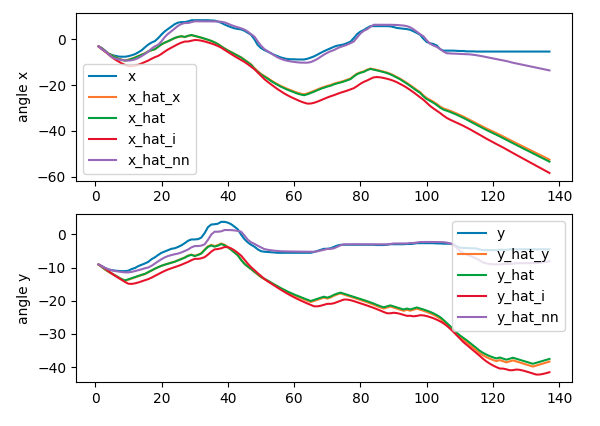 angle x
0
−20
−40
−60
x
x_hat_x
x_hat
x_hat_i
x_hat_nn
0 20 40 60 80 100 120 140
angle y
0
−10
−20
−30
−40
y
y_hat_y
y_hat
y_hat_i
y_hat_nn
0 20 40 60 80 100 120 140